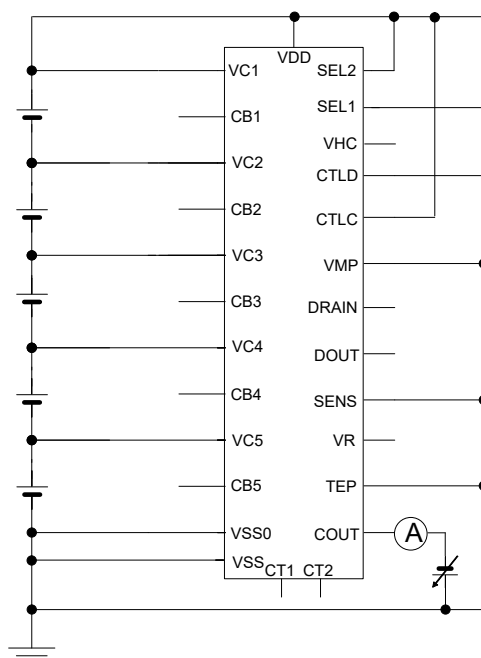 VDD
VC1
CB1
VC2
CB2
VC3
CB3
VC4
CB4
VC5
CB5
VSS0
VSS
CT1 CT2
SEL2
SEL1
VHC
CTLD
CTLC
VMP
DRAIN
DOUT
SENS
VR
TEP
COUT
A